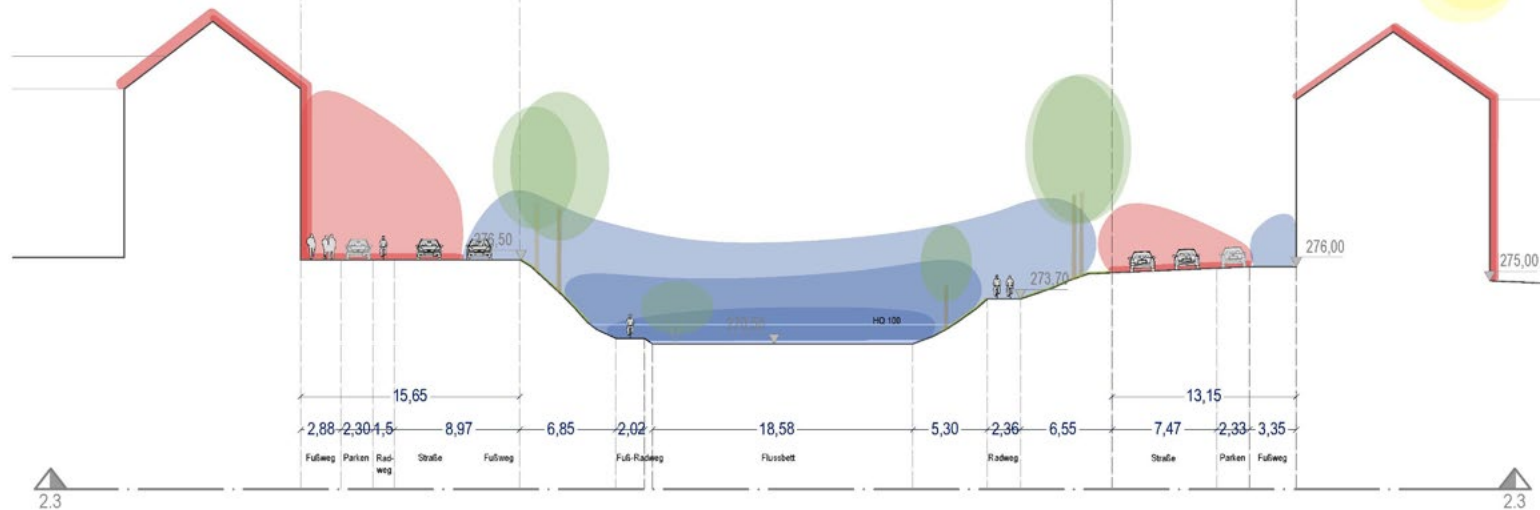 276,50
276,00
273,70
275,00
HQ 100
270,50
15,65
13,15
2,88 2,30 1,5 8,97 6,85 2,02 18,58 5,30 2,36 6,55 7,47 2,33 3,35
Fußweg Parken Rad- Straße Fußweg Fuß-Radweg Flussbett Radweg Straße Parken Fußweg
weg
2.3 2.3